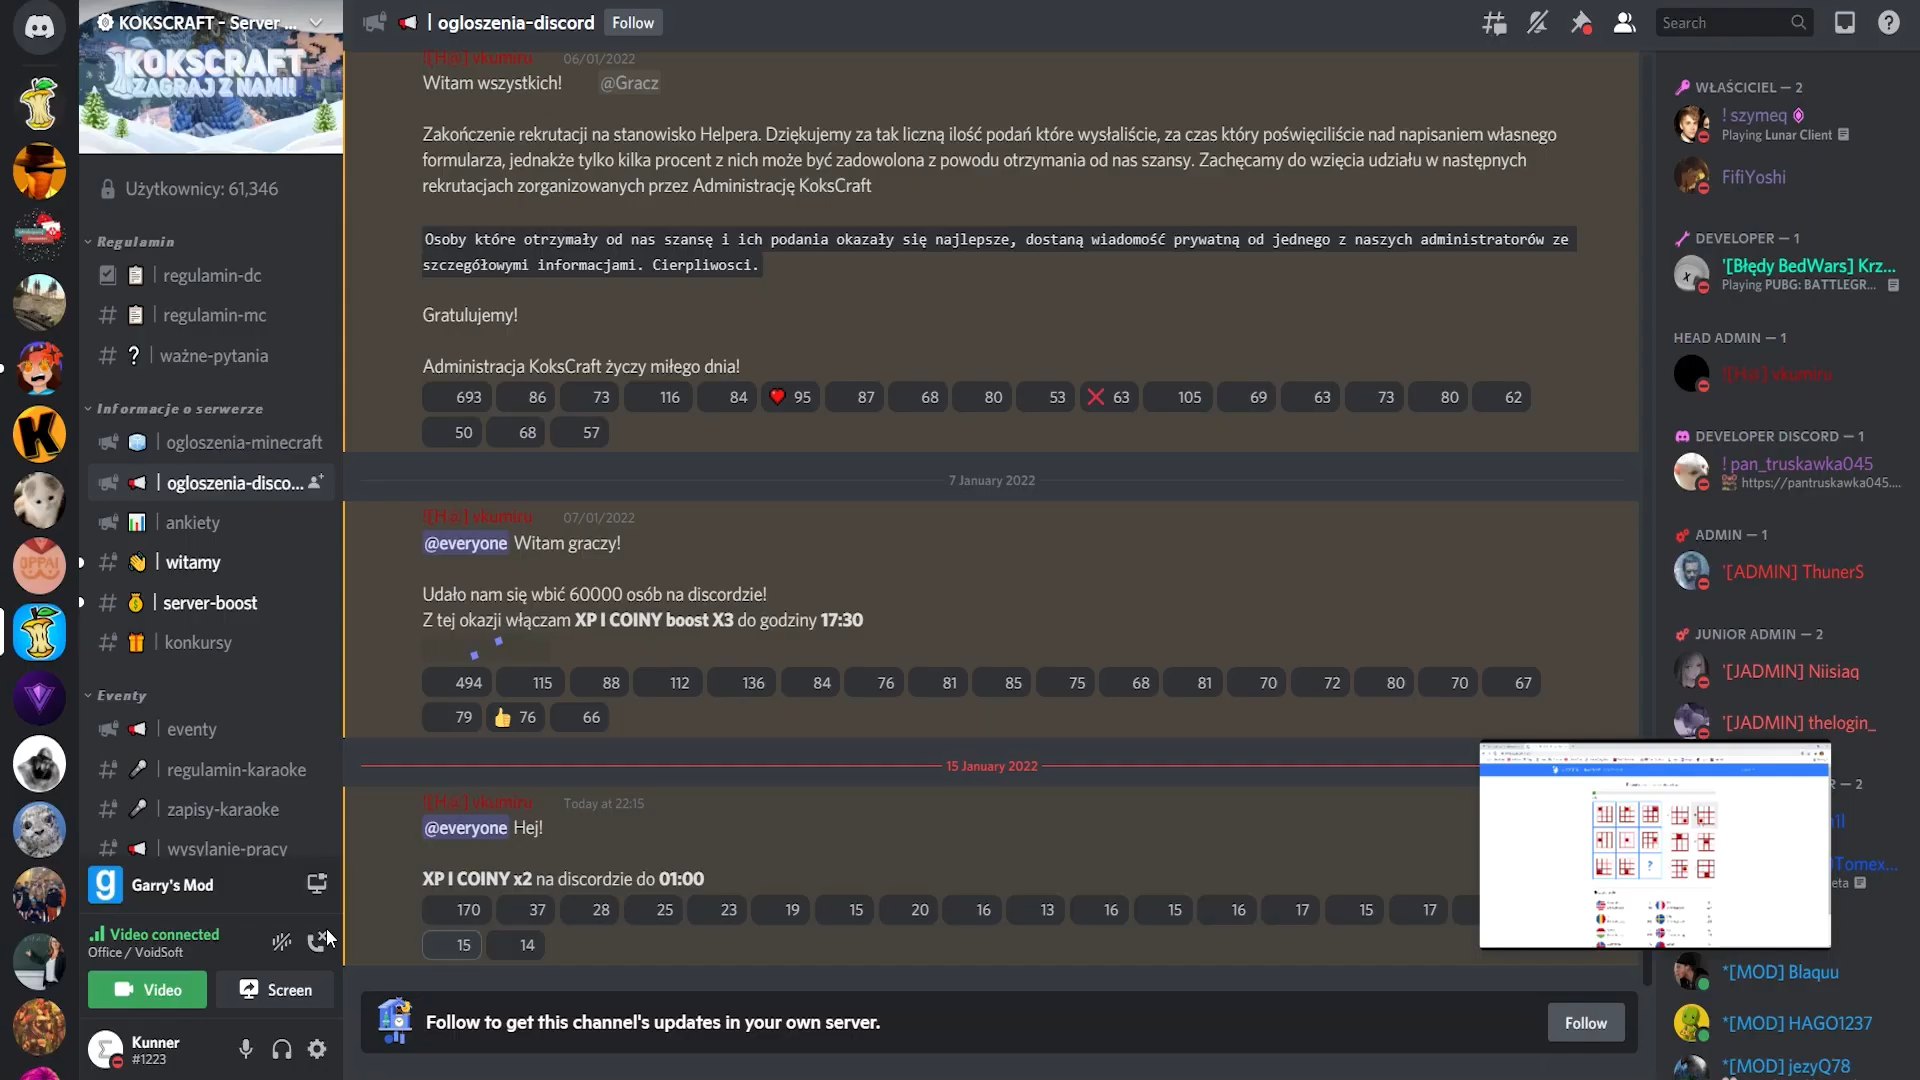 KOKSCRAFT - Server ...
KOKSCRAFT
ZAGRAJ Z NAMI!
Użytkownicy: 61,346
Regulamin
regulamin-dc
regulamin-mc
ważne-pytania
Informacje o serwerze
ogloszenia-minecraft
ogloszenia-disco...
ankiety
witamy
server-boost
konkursy
Eventy
eventy
regulamin-karaoke
zapisy-karaoke
wysylanie-pracy
Garry's Mod
Video connected
Office / VoidSoft
Video Screen
Kunner
#1223
| ogloszenia-discord Follow
Search
![H@] vkumiru 06/01/2022
Witam wszystkich! @Gracz
Zakończenie rekrutacji na stanowisko Helpera. Dziękujemy za tak liczną ilość podań które wysłaliście, za czas który poświęciliście nad napisaniem własnego
formularza, jednakże tylko kilka procent z nich może być zadowolona z powodu otrzymania od nas szansy. Zachęcamy do wzięcia udziału w następnych
rekrutacjach zorganizowanych przez Administrację KoksCraft
Osoby które otrzymały od nas szansę i ich podania okazały się najlepsze, dostaną wiadomość prywatną od jednego z naszych administratorów ze
szczegółowymi informacjami. Cierpliwosci.
Gratulujemy!
Administracja KoksCraft życzy miłego dnia!
693 86 73 116 84 95 87 68 80 53 63 105 69 63 73 80 62
50 68 57
7 January 2022
![H@] vkumiru 07/01/2022
@everyone Witam graczy!
Udało nam się wbić 60000 osób na discordzie!
Z tej okazji włączam XP I COINY boost X3 do godziny 17:30
494 115 88 112 136 84 76 81 85 75 68 81 70 72 80 70 67
79 76 66
15 January 2022
![H@] vkumiru Today at 22:15
@everyone Hej!
XP I COINY x2 na discordzie do 01:00
170 37 28 25 23 19 15 20 16 13 16 15 16 17 15 17
15 14
Follow to get this channel's updates in your own server.
Follow
WŁAŚCICIEL — 2
! szymeq
Playing Lunar Client
FifiYoshi
DEVELOPER — 1
'[Błędy BedWars] Krz...
Playing PUBG: BATTLEGR...
HEAD ADMIN — 1
![H@] vkumiru
DEVELOPER DISCORD — 1
! pan_truskawka045
https://pantruskawka045....
ADMIN — 1
'[ADMIN] ThunerS
JUNIOR ADMIN — 2
'[JADMIN] Niisiaq
'[JADMIN] thelogin_
R — 2
Tomex...
eta
*[MOD] Blaquu
*[MOD] HAGO1237
*[MOD] jezyQ78